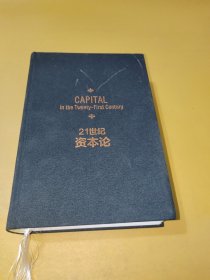 CAPITAL
in the Twenty-First Century
21世纪
资本论